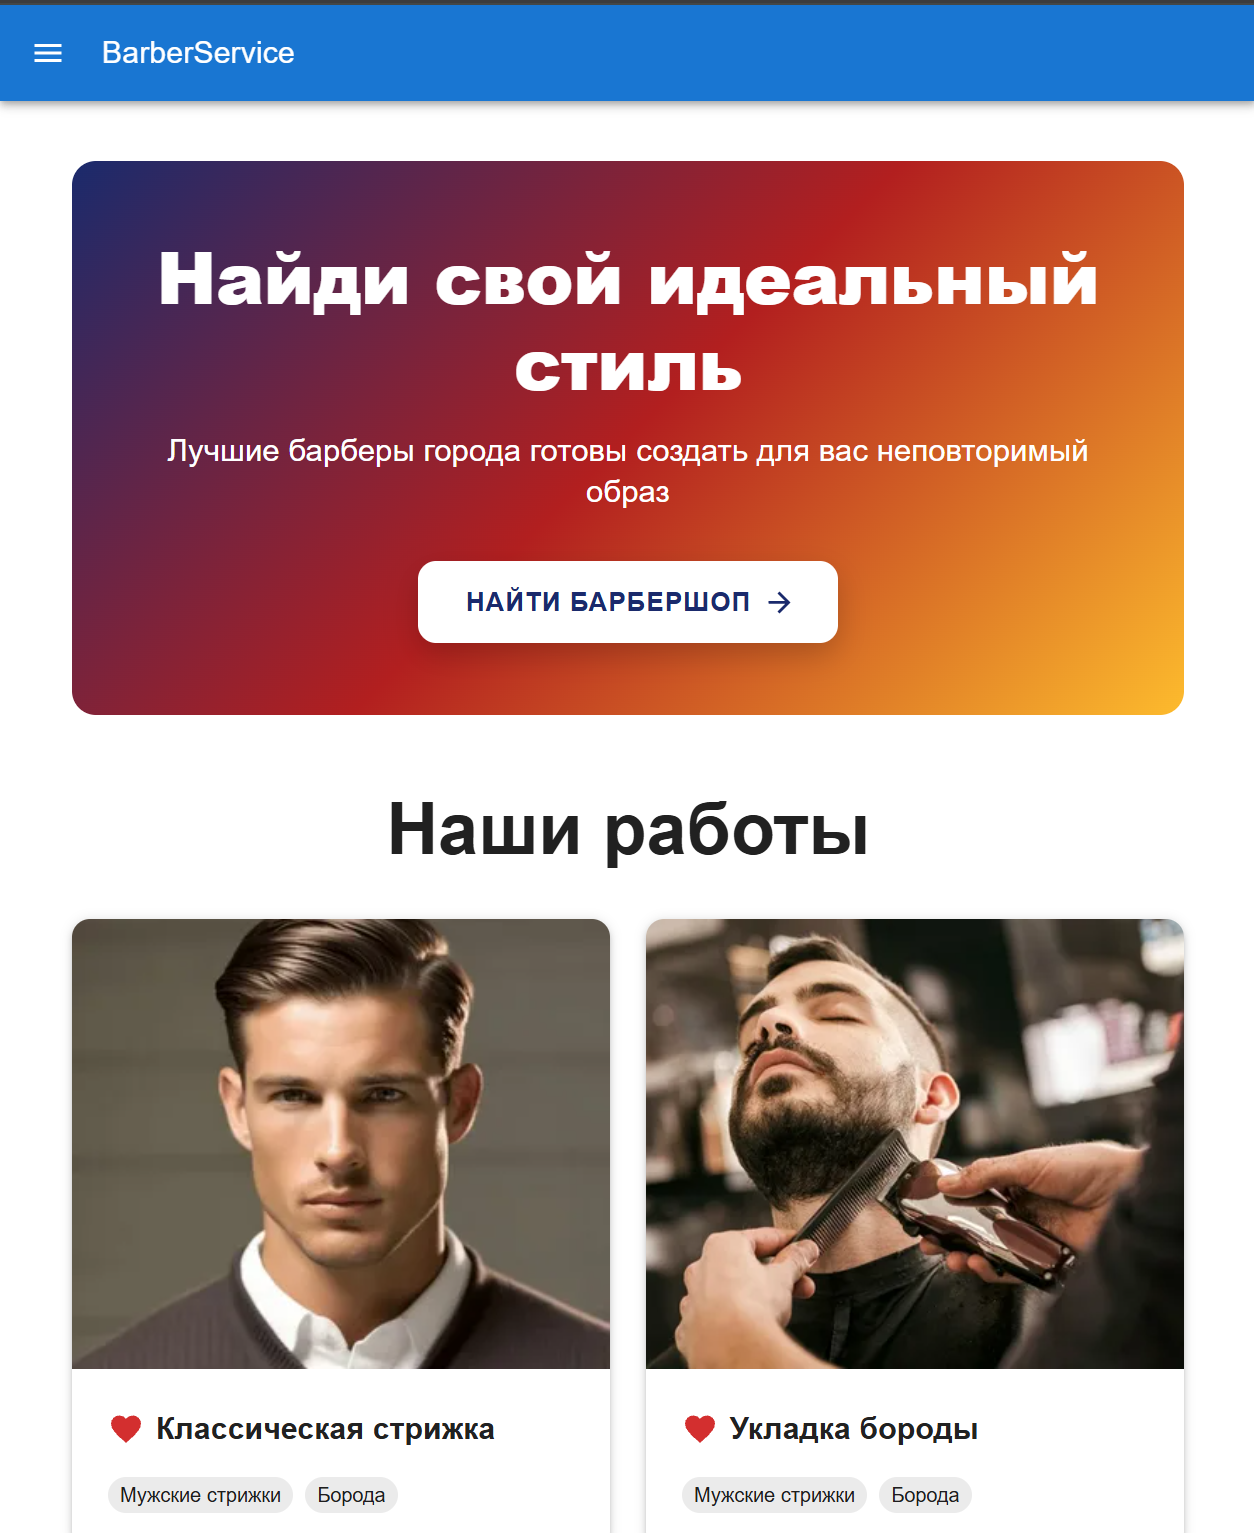 BarberService
Найди свой идеальный
стиль
Лучшие барберы города готовы создать для вас неповторимый
образ
НАЙТИ БАРБЕРШОП
Наши работы
Классическая стрижка
Мужские стрижки Борода
Укладка бороды
Мужские стрижки Борода